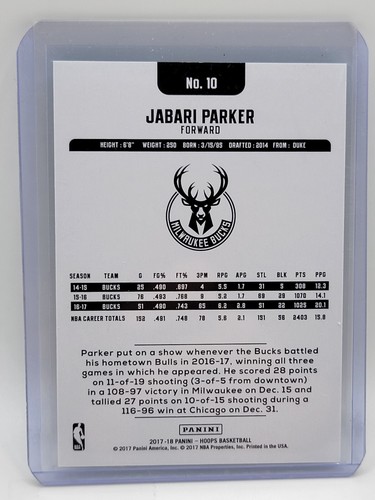 No. 10
JABARI PARKER
FORWARD
HEIGHT: 6'8" WEIGHT: 250 BORN: 3/15/95 DRAFTED: 2014 FROM: DUKE
MILWAUKEE BUCKS
SEASON TEAM G FG% FT% 3PM RPG APG STL BLK PTS PPG
14-15 BUCKS 25 .490 .697 4 5.5 1.7 31 5 308 12.3
15-16 BUCKS 76 .493 .768 9 5.2 1.7 69 29 1070 14.1
16-17 BUCKS 51 .490 .743 65 6.2 2.8 51 22 1025 20.1
NBA CAREER TOTALS 152 .491 .748 78 5.6 2.1 151 56 2403 15.8
Parker put on a show whenever the Bucks battled
his hometown Bulls in 2016-17, winning all three
games in which he appeared. He scored 28 points
on 11-of-19 shooting (3-of-5 from downtown)
in a 108-97 victory in Milwaukee on Dec. 15 and
tallied 27 points on 10-of-15 shooting during a
116-96 win at Chicago on Dec. 31.
PANINI
NBA
2017-18 PANINI - HOOPS BASKETBALL
© 2017 Panini America, Inc. © 2017 NBA Properties, Inc. Printed in the USA.